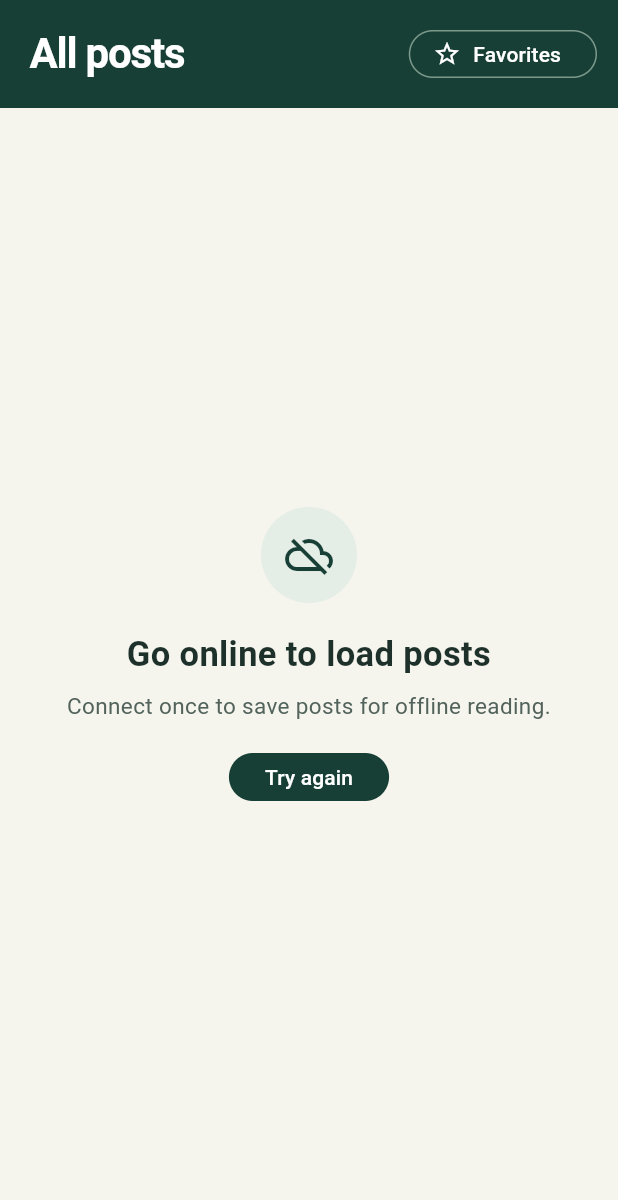 All posts
Favorites
Go online to load posts
Connect once to save posts for offline reading.
Try again